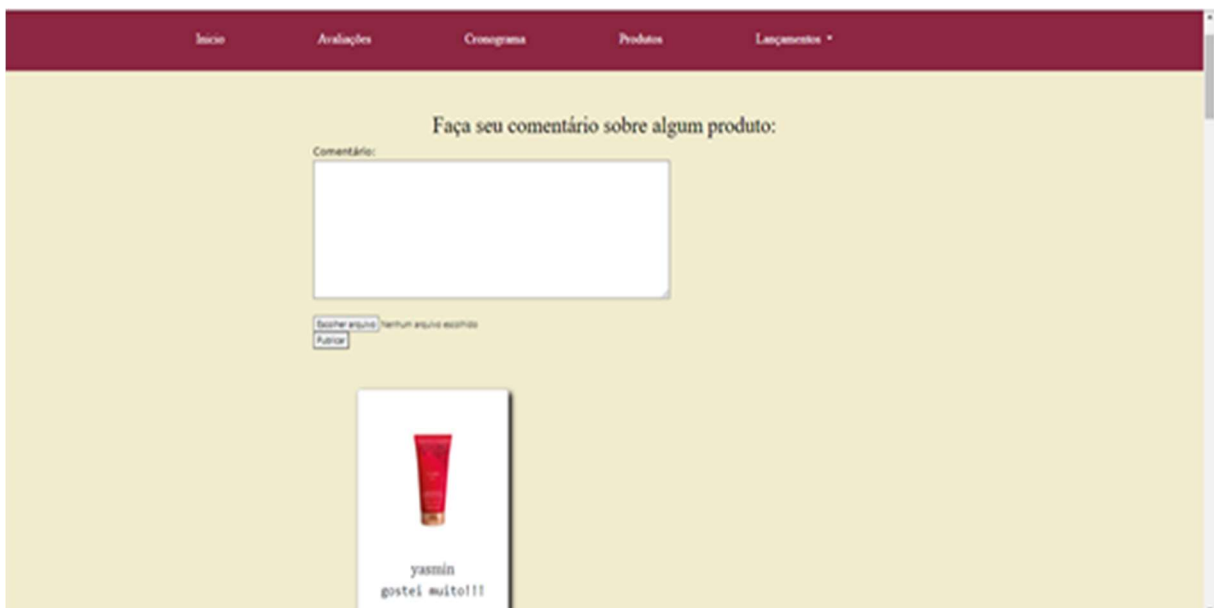 Inicio Avaliações Cronograma Produtos Lançamentos
Faça seu comentário sobre algum produto:
Comentário:
Escolher arquivo Nenhum arquivo escolhido
Publicar
yasmin
gostei muito!!!